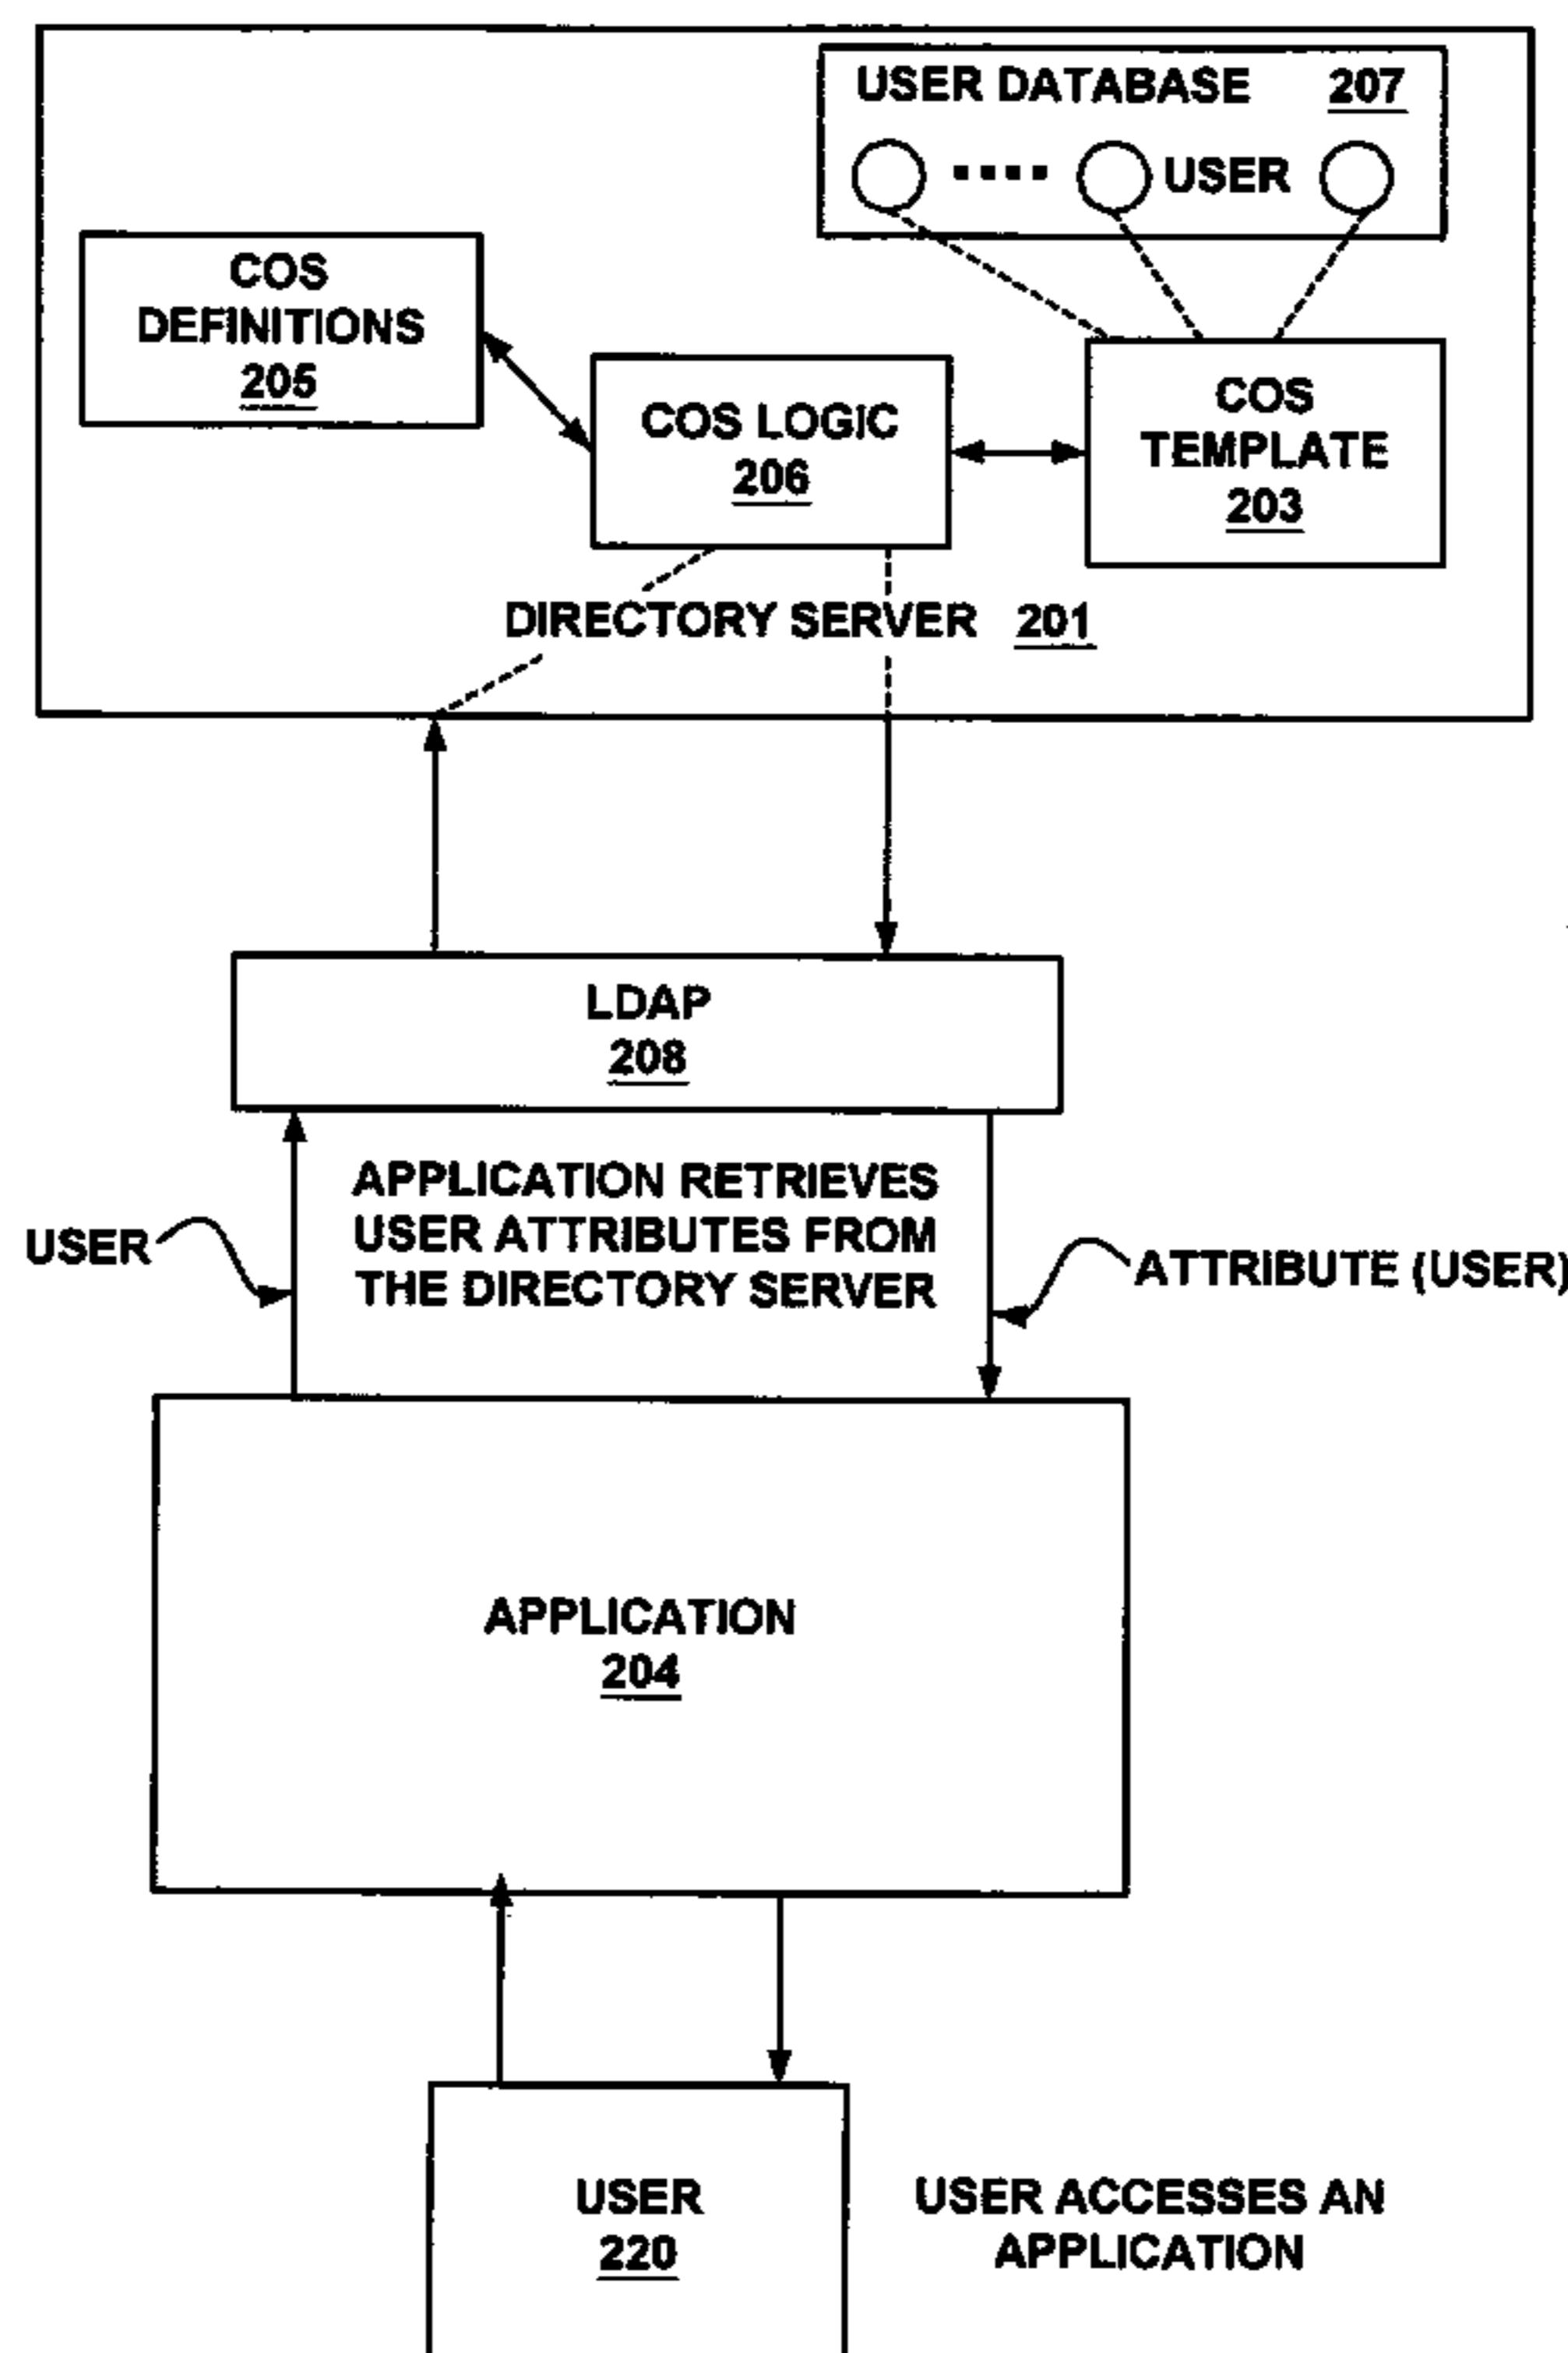 USER DATABASE 207
USER
COS
DEFINITIONS
205
COS LOGIC
206
COS
TEMPLATE
203
DIRECTORY SERVER 201
LDAP
208
APPLICATION RETRIEVES
USER ATTRIBUTES FROM
THE DIRECTORY SERVER
USER
ATTRIBUTE (USER)
APPLICATION
204
USER
220
USER ACCESSES AN
APPLICATION